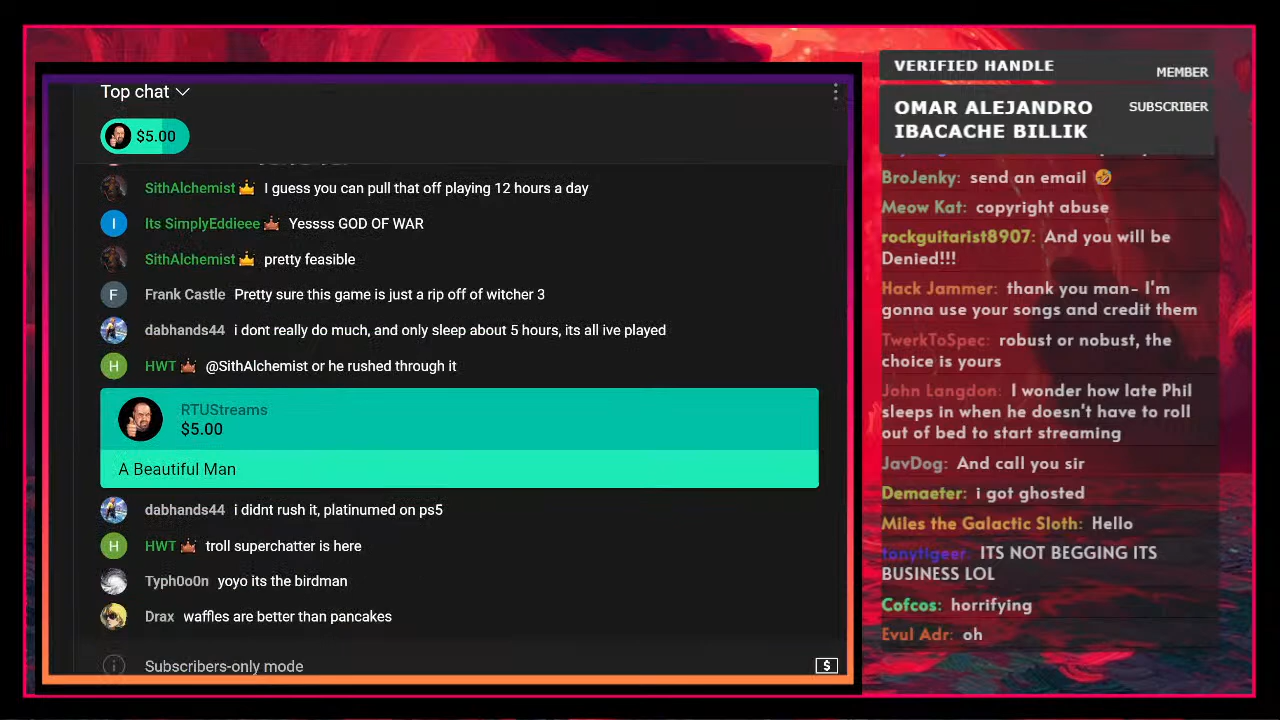 Top chat
$5.00
SithAlchemist I guess you can pull that off playing 12 hours a day
Its SimplyEddieee Yessss GOD OF WAR
SithAlchemist pretty feasible
F Frank Castle Pretty sure this game is just a rip off of witcher 3
dabhands44 i dont really do much, and only sleep about 5 hours, its all ive played
H HWT @SithAlchemist or he rushed through it
RTUStreams
$5.00
A Beautiful Man
dabhands44 i didnt rush it, platinumed on ps5
H HWT troll superchatter is here
Typh0o0n yoyo its the birdman
Drax waffles are better than pancakes
Subscribers-only mode
$
VERIFIED HANDLE
MEMBER
OMAR ALEJANDRO
IBACACHE BILLIK
SUBSCRIBER
BroJenky: send an email 🤣
Meow Kat: copyright abuse
rockguitarist8907: And you will be
Denied!!!
Hack Jammer: thank you man- I'm
gonna use your songs and credit them
TwerkToSpec: robust or nobust, the
choice is yours
John Langdon: I wonder how late Phil
sleeps in when he doesn't have to roll
out of bed to start streaming
JavDog: And call you sir
Demaeter: i got ghosted
Miles the Galactic Sloth: Hello
tonytigeer: ITS NOT BEGGING ITS
BUSINESS LOL
Cofcos: horrifying
Evul Adr: oh